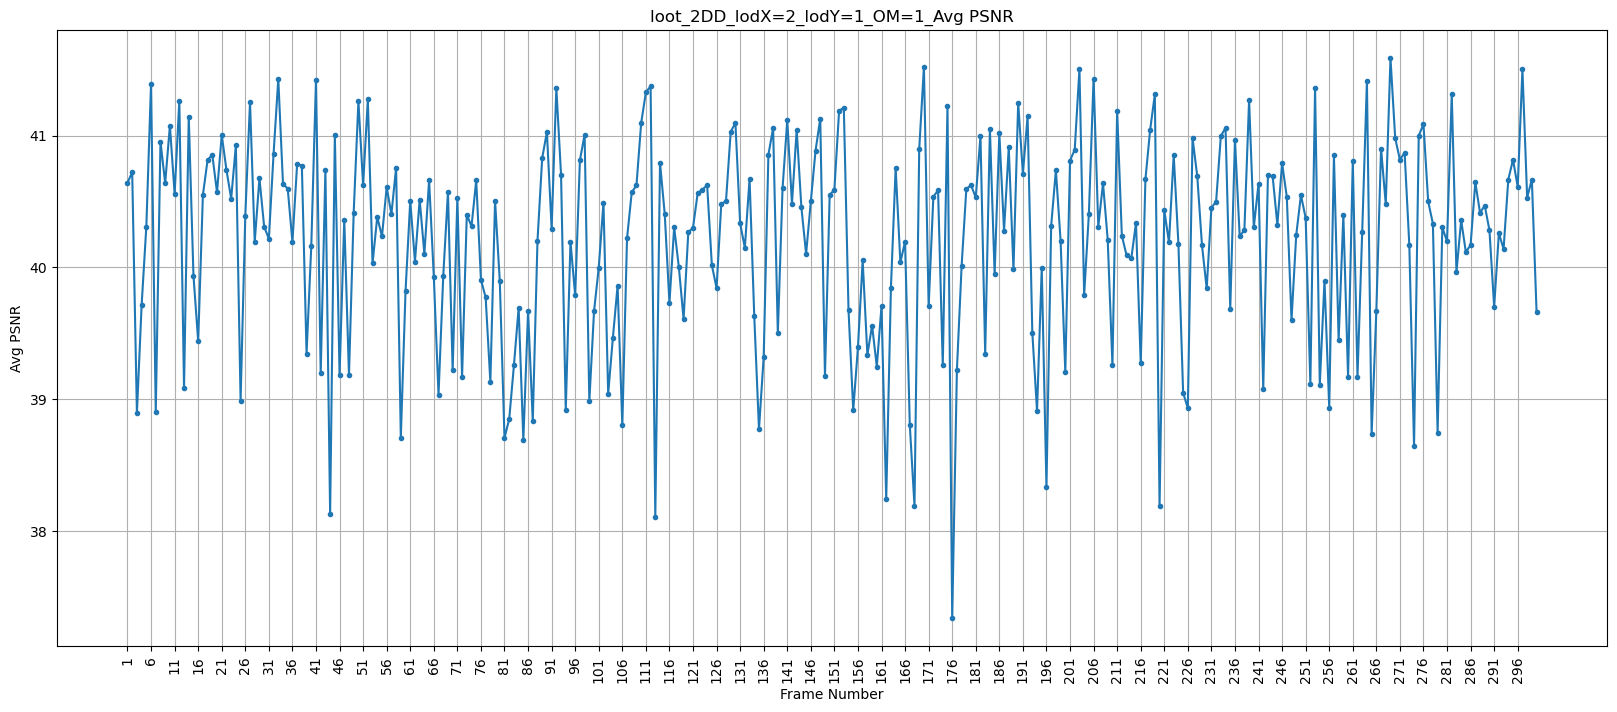 loot_2DD_lodX=2_lodY=1_OM=1_Avg PSNR
Avg PSNR
41
40
39
38
1 6 11 16 21 26 31 36 41 46 51 56 61 66 71 76 81 86 91 96 101 106 111 116 121 126 131 136 141 146 151 156 161 166 171 176 181 186 191 196 201 206 211 216 221 226 231 236 241 246 251 256 261 266 271 276 281 286 291 296
Frame Number